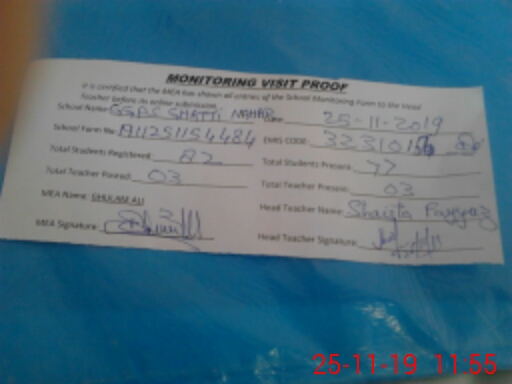 MONITORING VISIT PROOF
It is certified that the MEA has shown all entries of the School Monitoring Form to the Head
Teacher before its online submission.
School Name: GGPS SHATTI NAHAR Date 25-11-2019
School Form No EMIS CODE:
Total Students Registered 82 Total Students Present 77
Total Teacher Posted: 03 Total Teacher Present 03
MEA Name: GHULAM ALI Head Teacher Name: Shaista
MEA Signature: Head Teacher Signature:
25-11-19 11:55